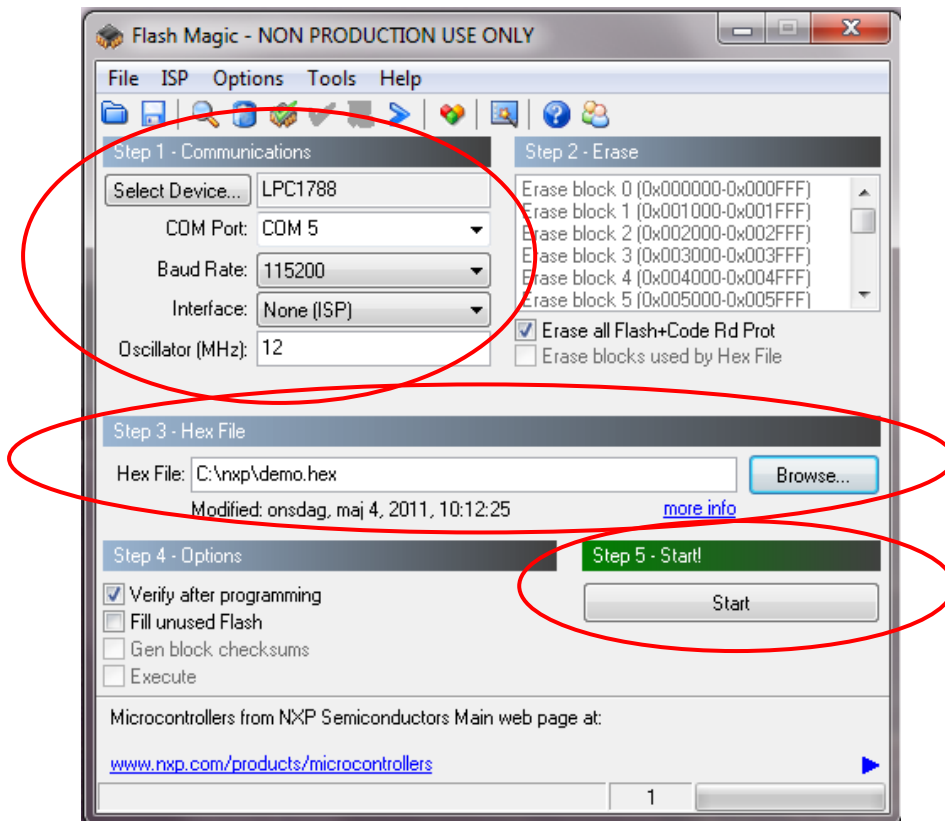 Flash Magic - NON PRODUCTION USE ONLY
File ISP Options Tools Help
Step 1 - Communications
Select Device... LPC1788
COM Port: COM 5
Baud Rate: 115200
Interface: None (ISP)
Oscillator (MHz): 12
Step 2 - Erase
Erase block 0 (0x000000-0x000FFF)
Erase block 1 (0x001000-0x001FFF)
Erase block 2 (0x002000-0x002FFF)
Erase block 3 (0x003000-0x003FFF)
Erase block 4 (0x004000-0x004FFF)
Erase block 5 (0x005000-0x005FFF)
Erase all Flash+Code Rd Prot
Erase blocks used by Hex File
Step 3 - Hex File
Hex File: C:\nxp\demo.hex Browse...
Modified: onsdag, maj 4, 2011, 10:12:25 more info
Step 4 - Options
Verify after programming
Fill unused Flash
Gen block checksums
Execute
Step 5 - Start!
Start
Microcontrollers from NXP Semiconductors Main web page at:
www.nxp.com/products/microcontrollers
1